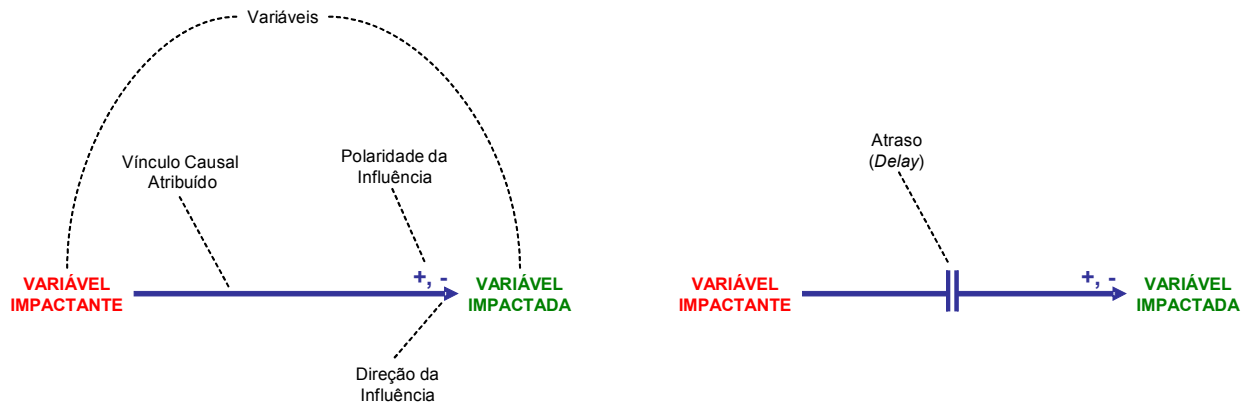 Variáveis
Vínculo Causal
Atribuído
Polaridade da
Influência
VARIÁVEL
IMPACTANTE
+, -
VARIÁVEL
IMPACTADA
Direção da
Influência
Atraso
(Delay)
VARIÁVEL
IMPACTANTE
+, -
VARIÁVEL
IMPACTADA